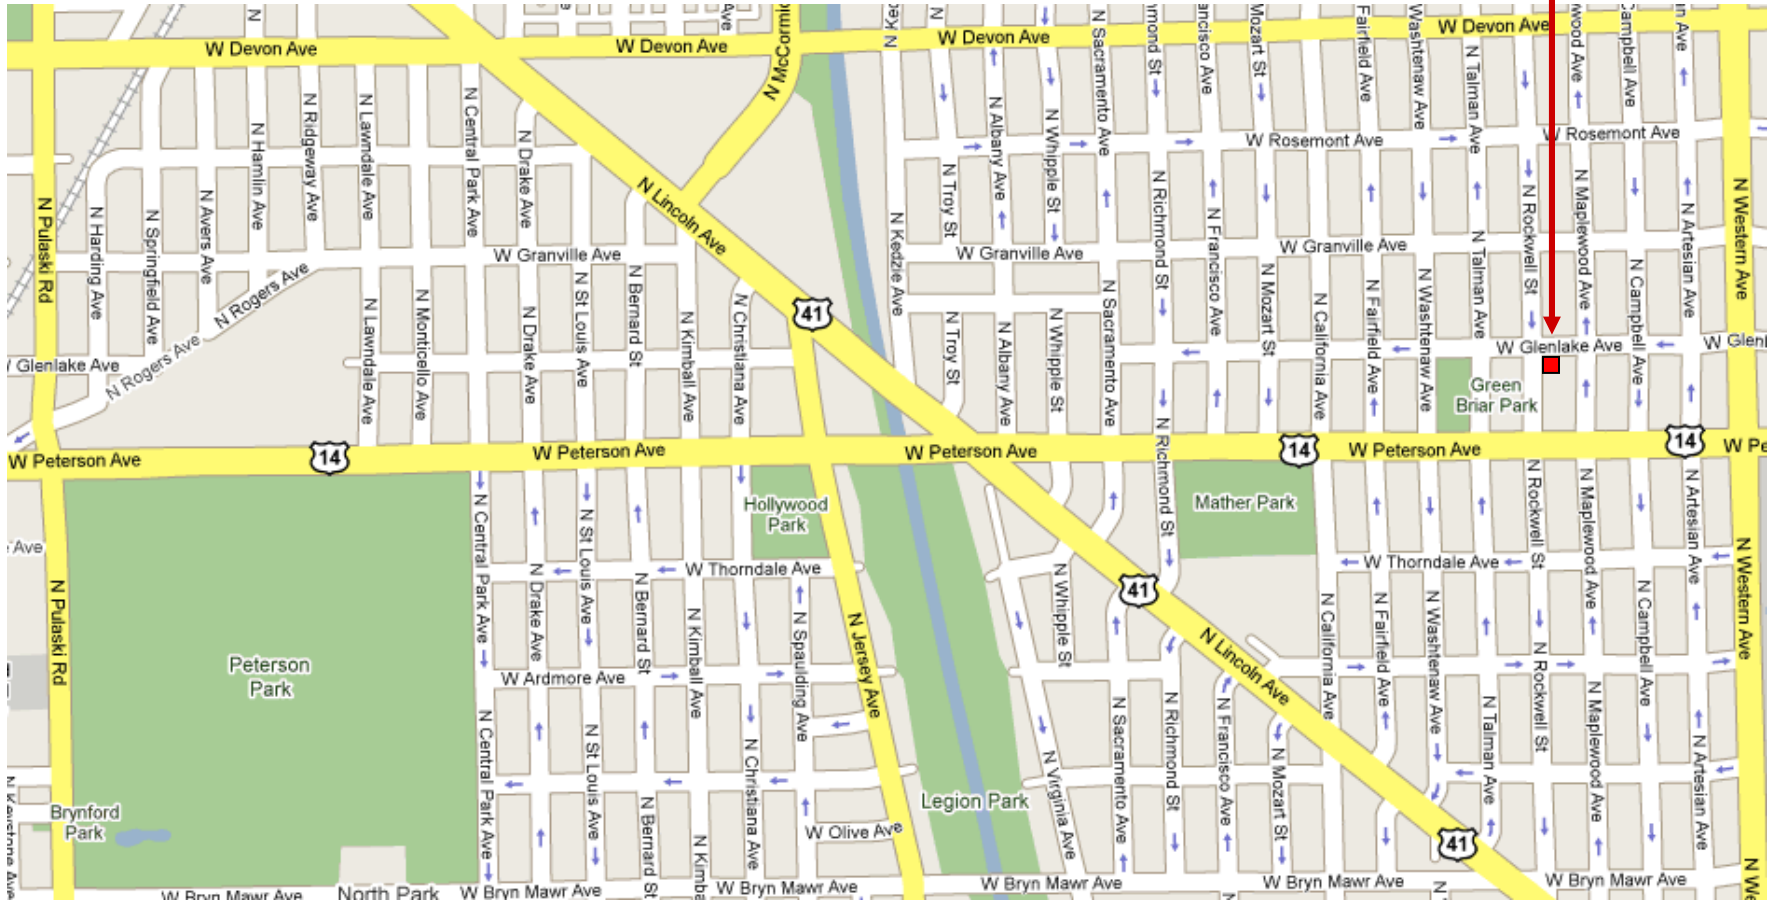 W Devon Ave
W Devon Ave
W Devon Ave
W Devon Ave
N
Ave
N
N Sacramento Ave
Mozart St
Fairfield Ave
Washtenaw Ave
N Talman Ave
Campbell Ave
N Hamlin Ave
N Ridgeway Ave
N Lawndale Ave
N Central Park Ave
N Drake Ave
N Albany Ave
N Whipple St
W Rosemont Ave
W Rosemont Ave
N Pulaski Rd
N Harding Ave
N Springfield Ave
N Avers Ave
N Lincoln Ave
N Troy St
N Kedzie Ave
N Richmond St
N Francisco Ave
N Rockwell St
N Maplewood Ave
N Artesian Ave
N Western Ave
W Granville Ave
W Granville Ave
W Granville Ave
N Talman Ave
N Rogers Ave
N Lawndale Ave
N Monticello Ave
N Drake Ave
N St Louis Ave
N Bernard St
N Kimball Ave
N Christiana Ave
41
N Troy St
N Albany Ave
N Whipple St
N Sacramento Ave
N Mozart St
N California Ave
N Fairfield Ave
N Washtenaw Ave
N Campbell Ave
W Glenlake Ave
W Glenl
Glenlake Ave
N Rogers Ave
Green
Briar Park
W Peterson Ave
14
W Peterson Ave
W Peterson Ave
14
W Peterson Ave
14
W Pe
N Richmond St
Hollywood
Park
Mather Park
N Central Park Ave
N St Louis Ave
N Rockwell St
N Maplewood Ave
N Artesian Ave
Ave
W Thorndale Ave
W Thorndale Ave
N Pulaski Rd
N Drake Ave
N Bernard St
N Kimball Ave
N Spaulding Ave
N Jersey Ave
N Whipple St
41
N Lincoln Ave
N California Ave
N Fairfield Ave
N Washtenaw Ave
N Campbell Ave
N Western Ave
Peterson
Park
W Ardmore Ave
N Central Park Ave
N St Louis Ave
N Christiana Ave
N Virginia Ave
N Sacramento Ave
N Richmond St
N Francisco Ave
N Mozart St
N Talman Ave
N Rockwell St
N Maplewood Ave
N Artesian Ave
Brynford
Park
Legion Park
N Bernard St
N Kimba
W Olive Ave
41
N Keystone Ave
W Bryn Mawr Ave
North Park
W Bryn Mawr Ave
W Bryn Mawr Ave
W Bryn Mawr Ave
W Bryn Mawr Ave
W Bryn Mawr Ave
N
N
N We